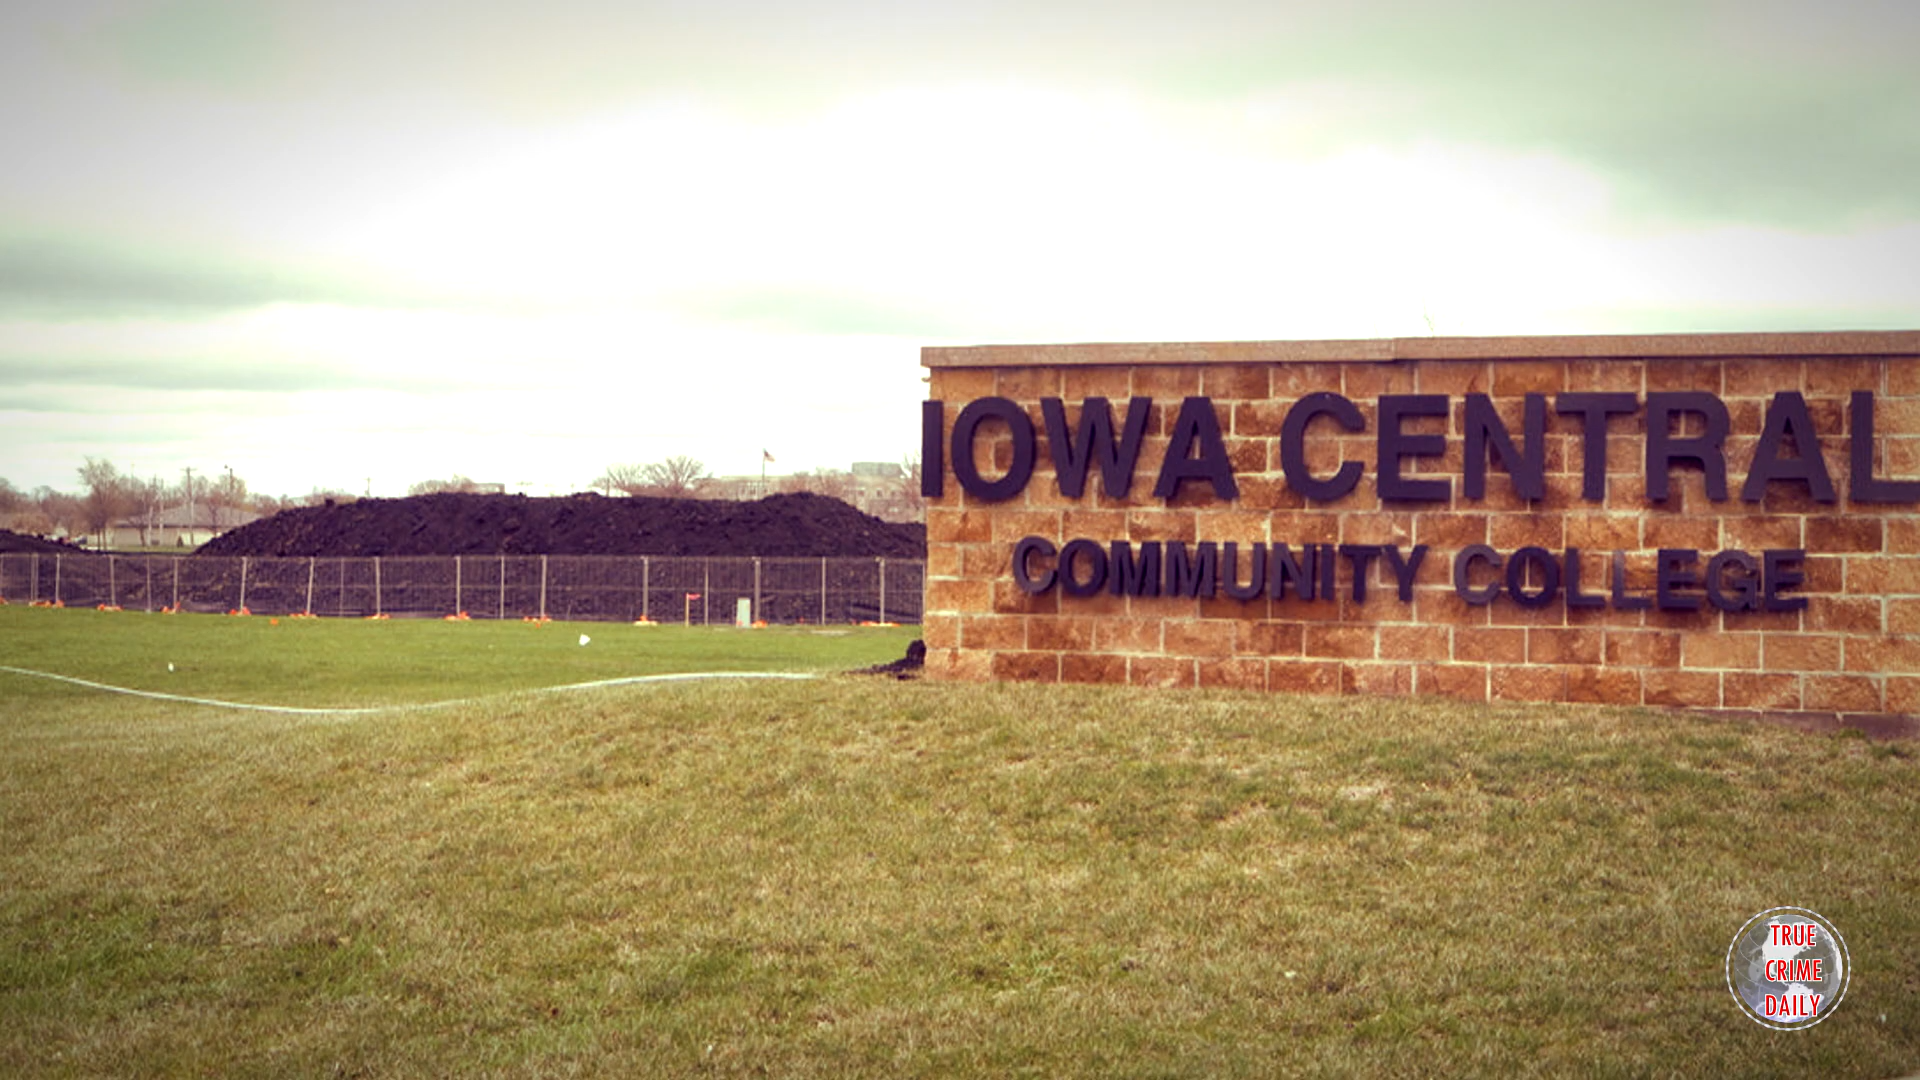 IOWA CENTRAL
COMMUNITY COLLEGE
TRUE
CRIME
DAILY